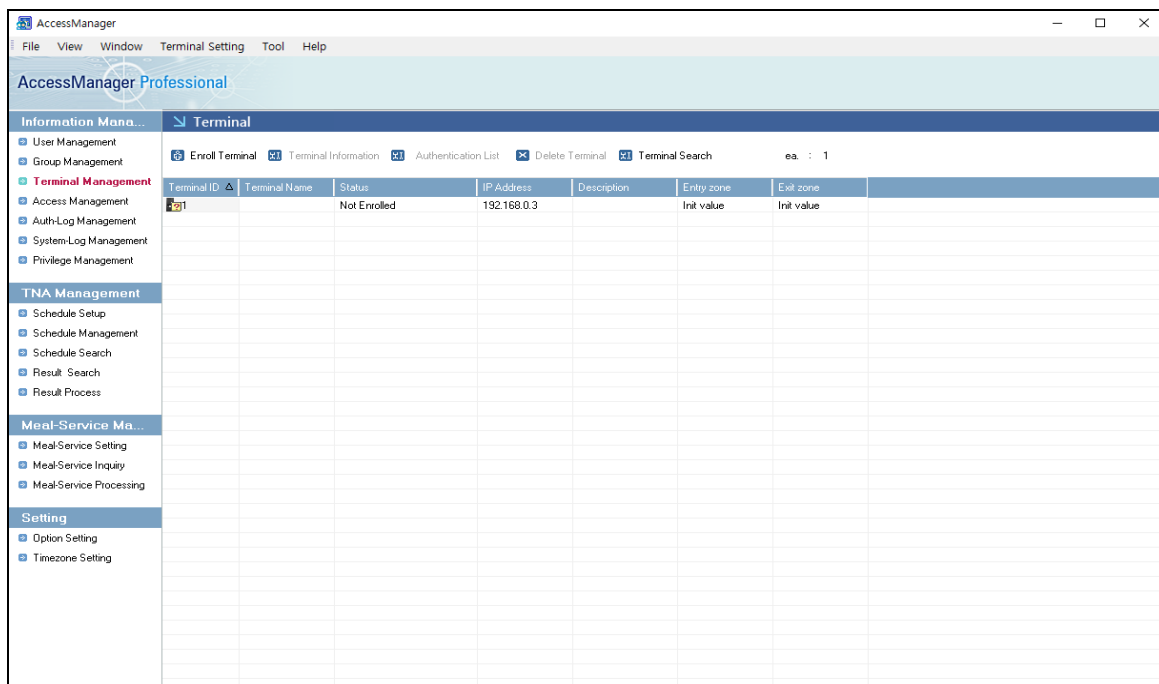 AccessManager
File View Window Terminal Setting Tool Help
AccessManager Professional
Information Mana...
User Management
Group Management
Terminal Management
Access Management
Auth-Log Management
System-Log Management
Privilege Management
TNA Management
Schedule Setup
Schedule Management
Schedule Search
Result Search
Result Process
Meal-Service Ma...
Meal-Service Setting
Meal-Service Inquiry
Meal-Service Processing
Setting
Option Setting
Timezone Setting
Terminal
Enroll Terminal Terminal Information Authentication List Delete Terminal Terminal Search ea. : 1
Terminal ID Terminal Name Status IP Address Description Entry zone Exit zone
1 Not Enrolled 192.168.0.3 Init value Init value